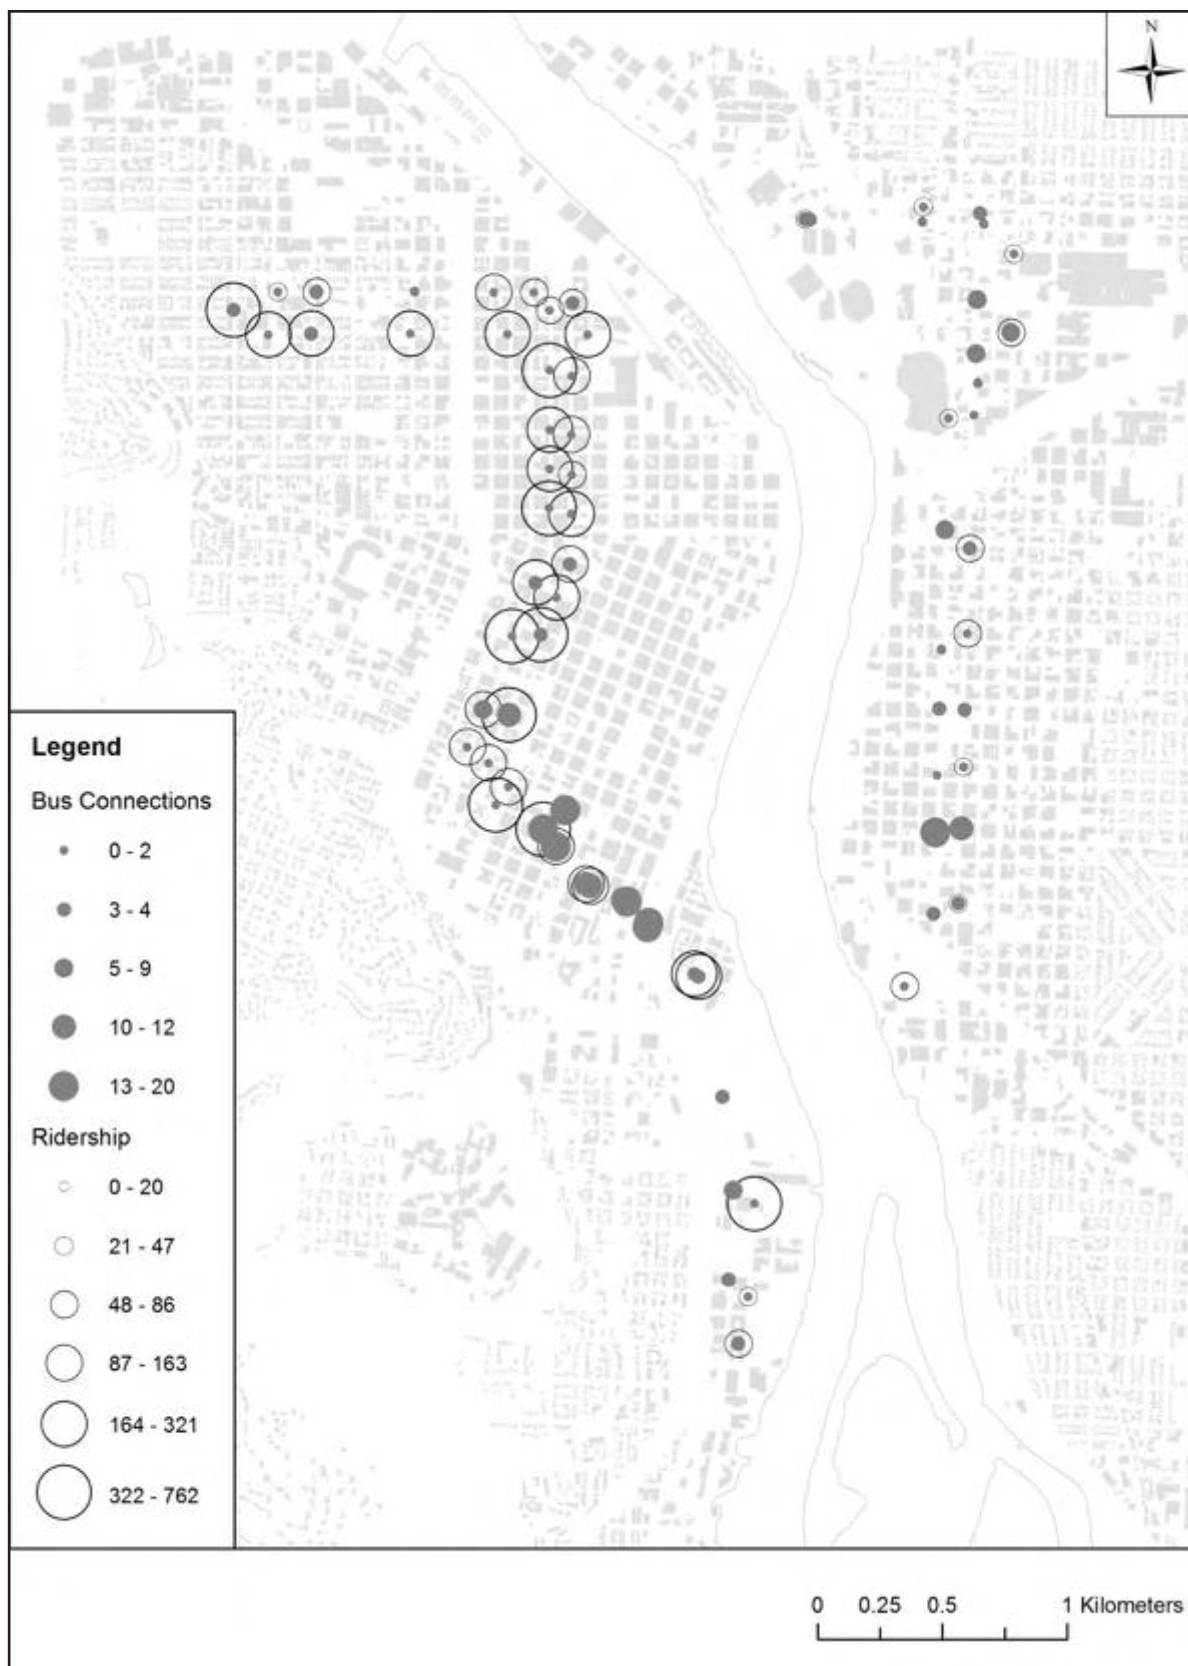 N
Legend
Bus Connections
0 - 2
3 - 4
5 - 9
10 - 12
13 - 20
Ridership
0 - 20
21 - 47
48 - 86
87 - 163
164 - 321
322 - 762
0 0.25 0.5 1 Kilometers